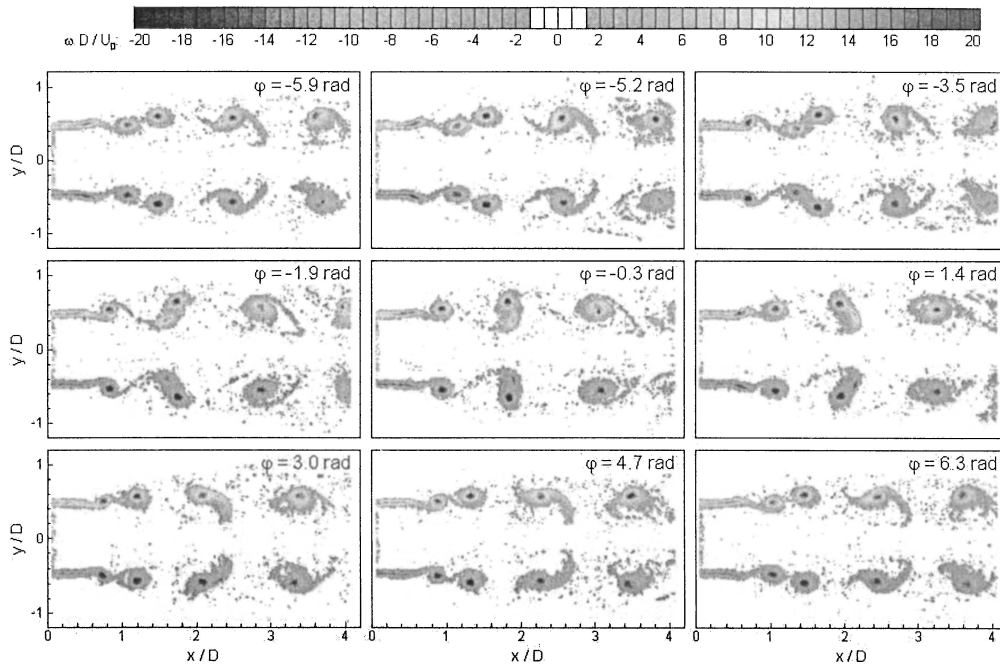 ω D / U₀: -20 -18 -16 -14 -12 -10 -8 -6 -4 -2 0 2 4 6 8 10 12 14 16 18 20
φ = -5.9 rad
φ = -5.2 rad
φ = -3.5 rad
1
0
-1
y / D
φ = -1.9 rad
φ = -0.3 rad
φ = 1.4 rad
1
0
-1
y / D
φ = 3.0 rad
φ = 4.7 rad
φ = 6.3 rad
1
0
-1
y / D
0 1 2 3 4
0 1 2 3 4
0 1 2 3 4
x / D
x / D
x / D